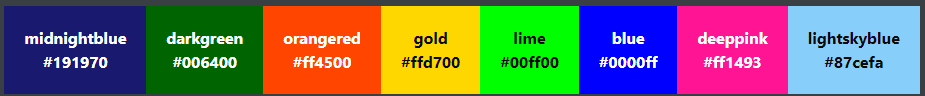 midnightblue darkgreen orangered gold lime blue deeppink lightskyblue
#191970 #006400 #ff4500 #ffd700 #00ff00 #0000ff #ff1493 #87cefa